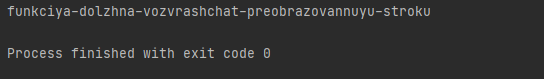 funkciya-dolzhna-vozvrashchat-preobrazovannuyu-stroku
Process finished with exit code 0